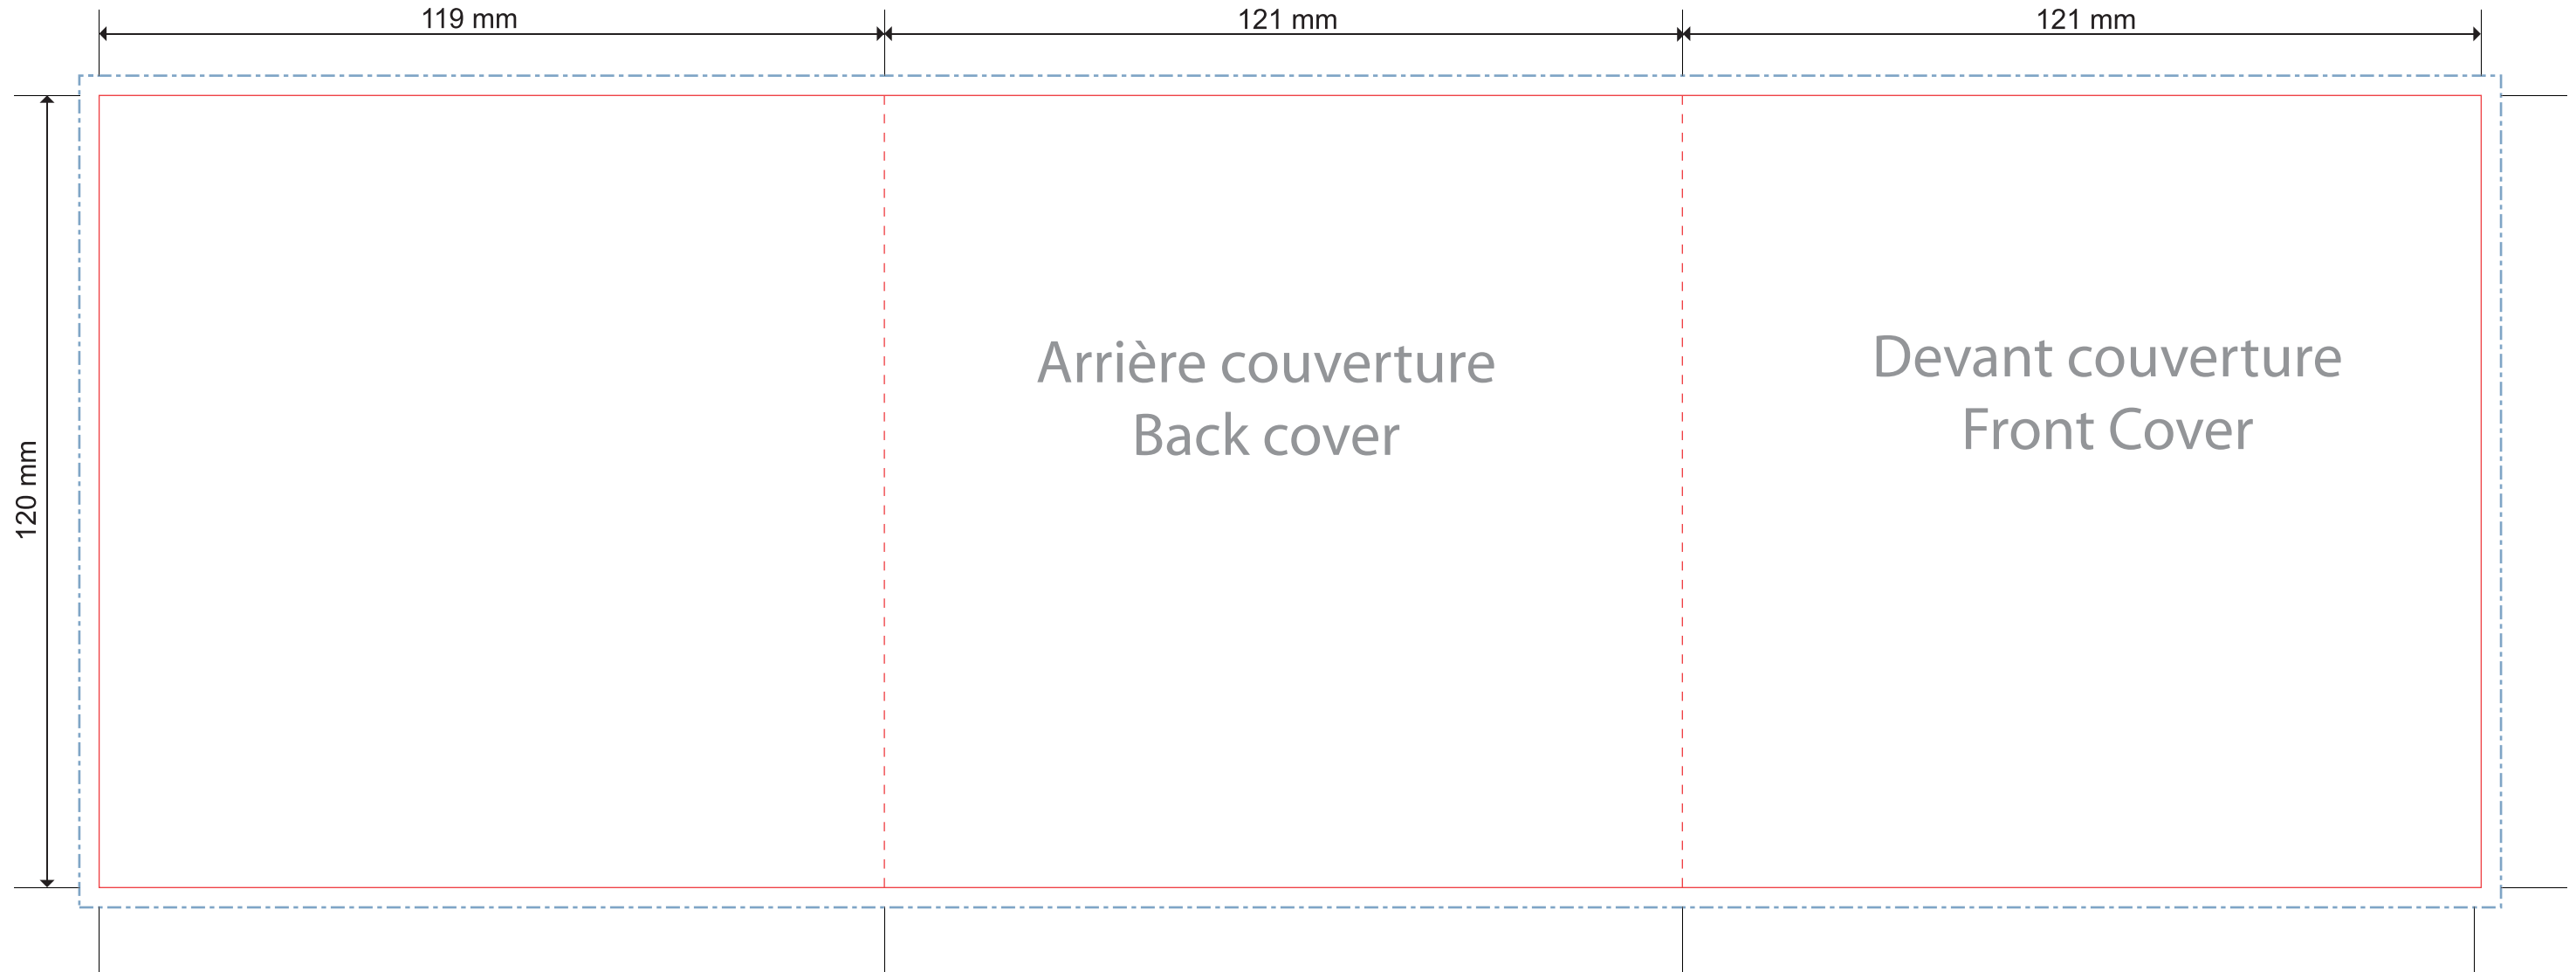 119 mm
121 mm
121 mm
120 mm
Arrière couverture
Back cover
Devant couverture
Front Cover